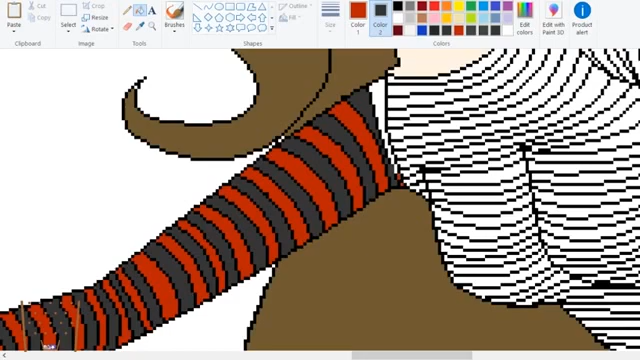 Paste
Cut
Copy
Clipboard
Select
Crop
Resize
Rotate
Image
Tools
A
Brushes
Outline
Fill
Shapes
Size
Color 1
Color 2
Edit colors
Colors
Edit with Paint 3D
Product alert